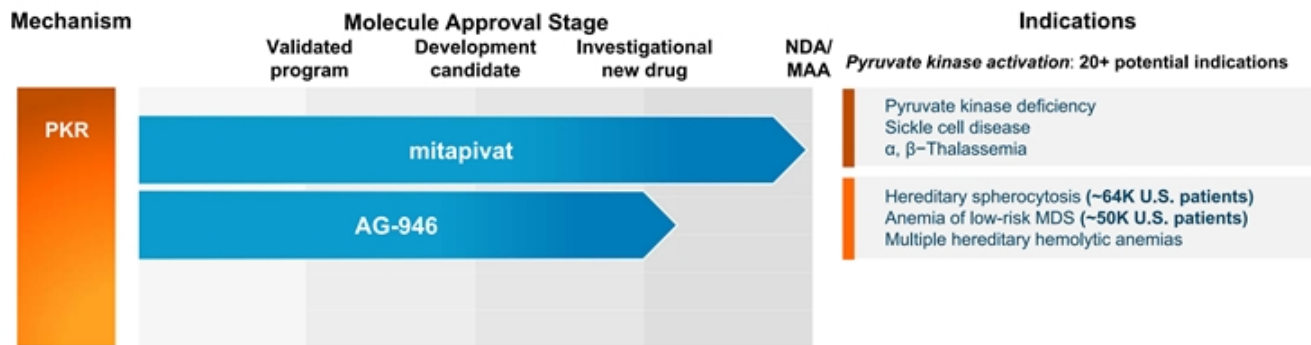 Mechanism
Molecule Approval Stage
Indications
Validated
program
Development
candidate
Investigational
new drug
NDA/
MAA
Pyruvate kinase activation: 20+ potential indications
PKR
mitapivat
AG-946
Pyruvate kinase deficiency
Sickle cell disease
α, β−Thalassemia
Hereditary spherocytosis (~64K U.S. patients)
Anemia of low-risk MDS (~50K U.S. patients)
Multiple hereditary hemolytic anemias